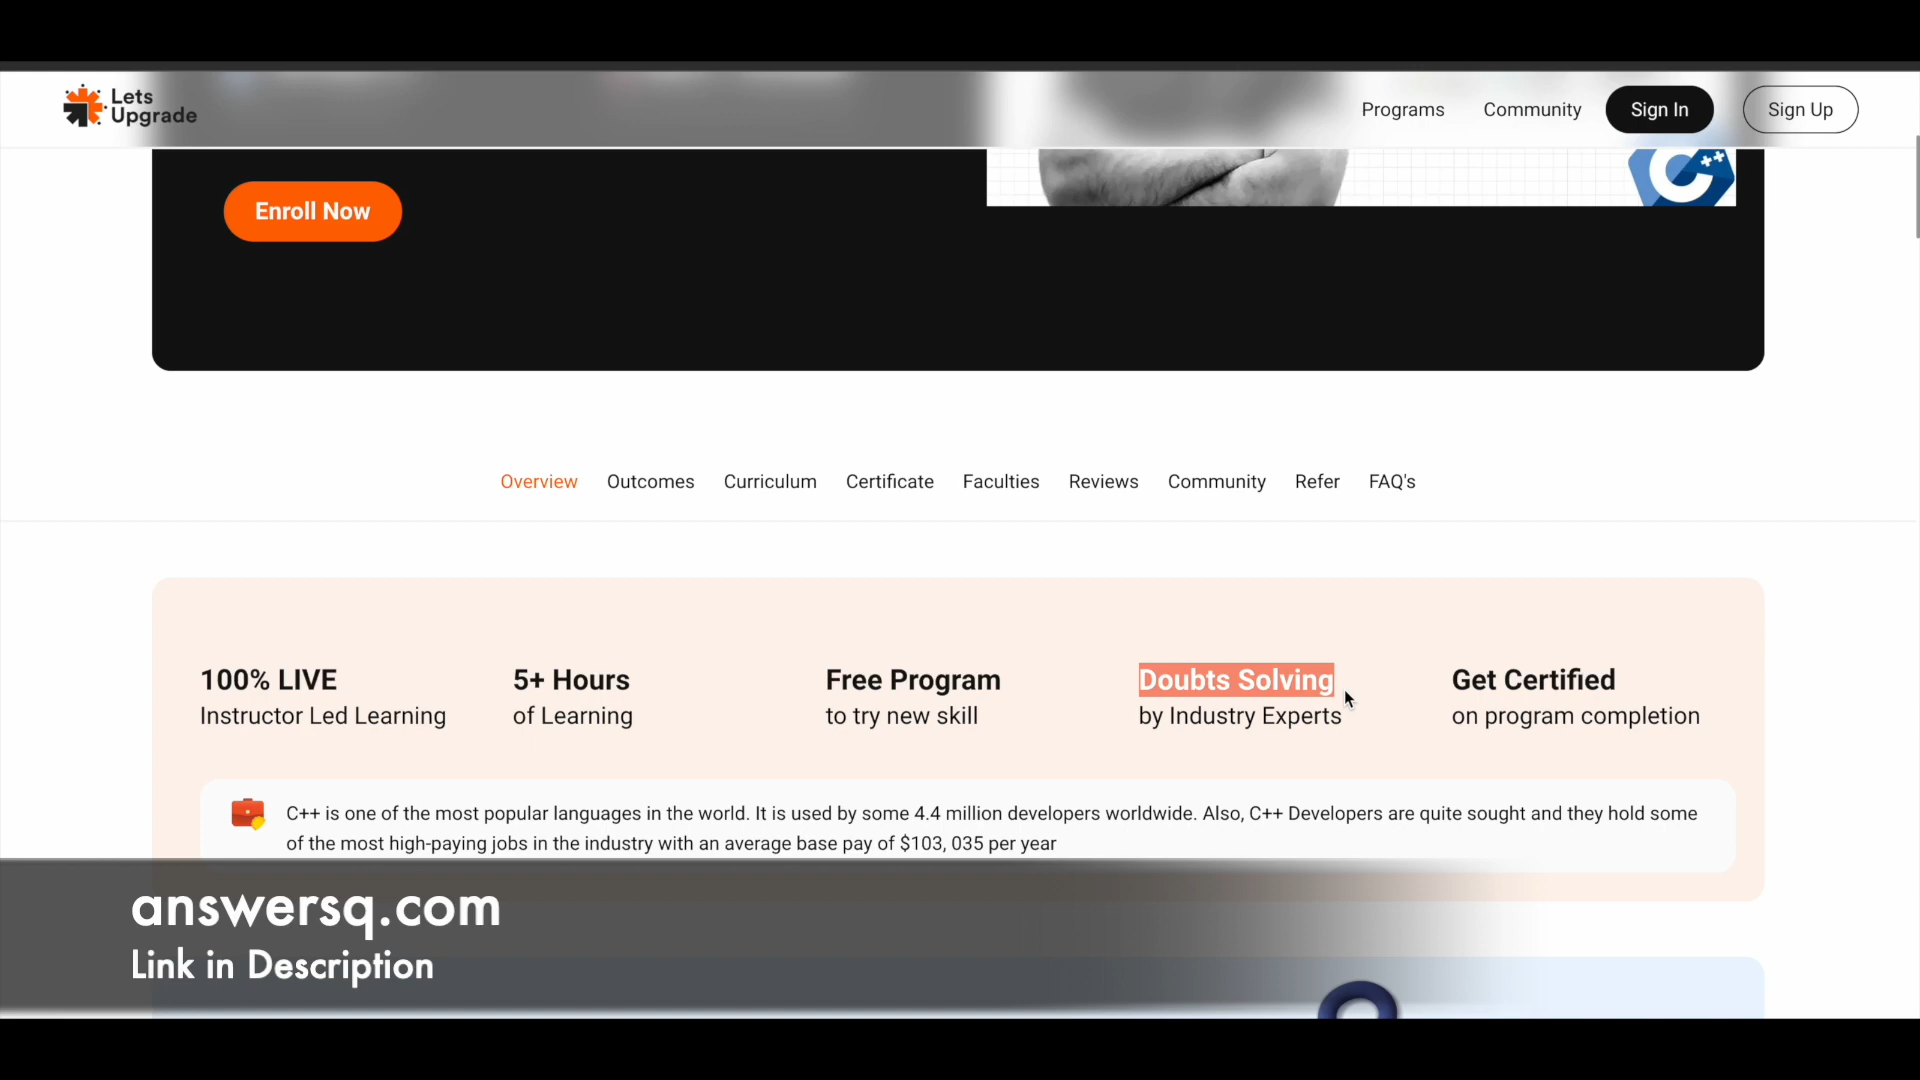 Lets
Upgrade
Programs
Community
Sign In
Sign Up
Enroll Now
C++
Overview
Outcomes
Curriculum
Certificate
Faculties
Reviews
Community
Refer
FAQ's
100% LIVE
Instructor Led Learning
5+ Hours
of Learning
Free Program
to try new skill
Doubts Solving
by Industry Experts
Get Certified
on program completion
C++ is one of the most popular languages in the world. It is used by some 4.4 million developers worldwide. Also, C++ Developers are quite sought and they hold some
of the most high-paying jobs in the industry with an average base pay of $103, 035 per year
answersq.com
Link in Description